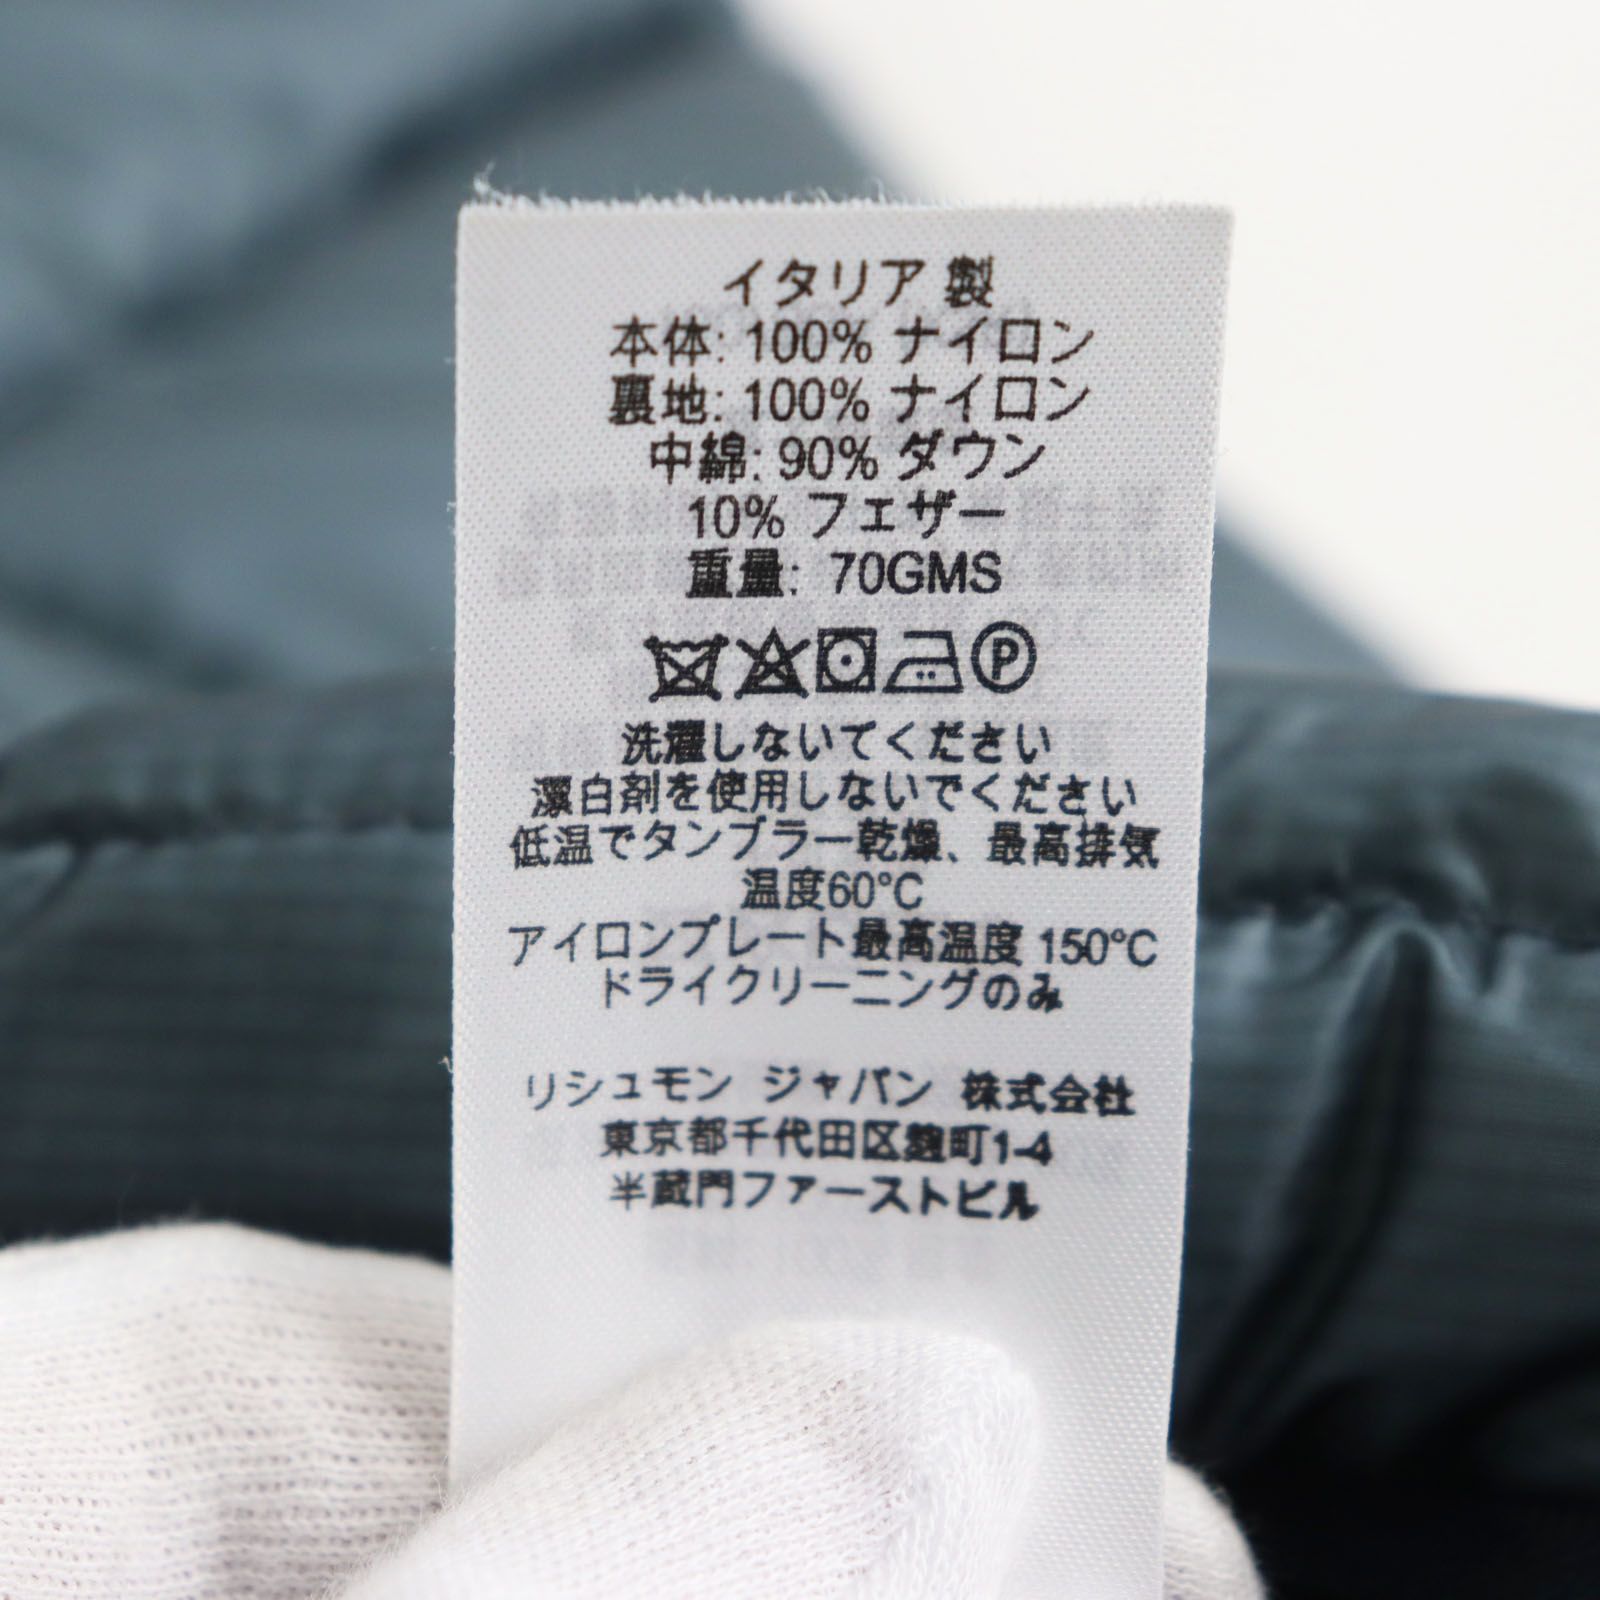 イタリア 製
本体: 100% ナイロン
裏地: 100% ナイロン
中綿: 90% ダウン
10% フェザー
重量: 70GMS
P
洗濯しないてください
漂白剤を使用しないでください
低温でタンブラー乾燥、最高排気
温度60°C
アイロンプレート最高温度 150°C
ドライクリーニングのみ
リシュモン ジャパン 株式会社
東京都千代田区麹町1-4
半蔵門ファーストビル